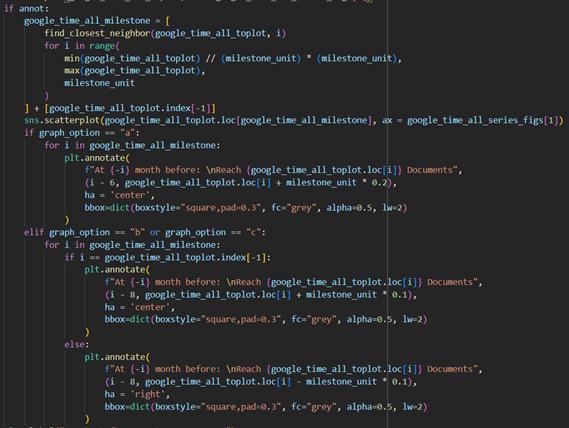 if annot:
    google_time_all_milestone = [
        find_closest_neighbor(google_time_all_toplot, i)
        for i in range(
            min(google_time_all_toplot) // (milestone_unit) * (milestone_unit),
            max(google_time_all_toplot),
            milestone_unit
        )
    ] + [google_time_all_toplot.index[-1]]
    sns.scatterplot(google_time_all_toplot.loc[google_time_all_milestone], ax = google_time_all_series_figs[1])
    if graph_option == "a":
        for i in google_time_all_milestone:
            plt.annotate(
                f"At {-i} month before: \nReach {google_time_all_toplot.loc[i]} Documents",
                (i - 6, google_time_all_toplot.loc[i] + milestone_unit * 0.2),
                ha = 'center',
                bbox=dict(boxstyle="square,pad=0.3", fc="grey", alpha=0.5, lw=2)
            )
    elif graph_option == "b" or graph_option == "c":
        for i in google_time_all_milestone:
            if i == google_time_all_toplot.index[-1]:
                plt.annotate(
                    f"At {-i} month before: \nReach {google_time_all_toplot.loc[i]} Documents",
                    (i - 8, google_time_all_toplot.loc[i] + milestone_unit * 0.1),
                    ha = 'center',
                    bbox=dict(boxstyle="square,pad=0.3", fc="grey", alpha=0.5, lw=2)
                )
            else:
                plt.annotate(
                    f"At {-i} month before: \nReach {google_time_all_toplot.loc[i]} Documents",
                    (i - 8, google_time_all_toplot.loc[i] - milestone_unit * 0.1),
                    ha = 'right',
                    bbox=dict(boxstyle="square,pad=0.3", fc="grey", alpha=0.5, lw=2)
                )